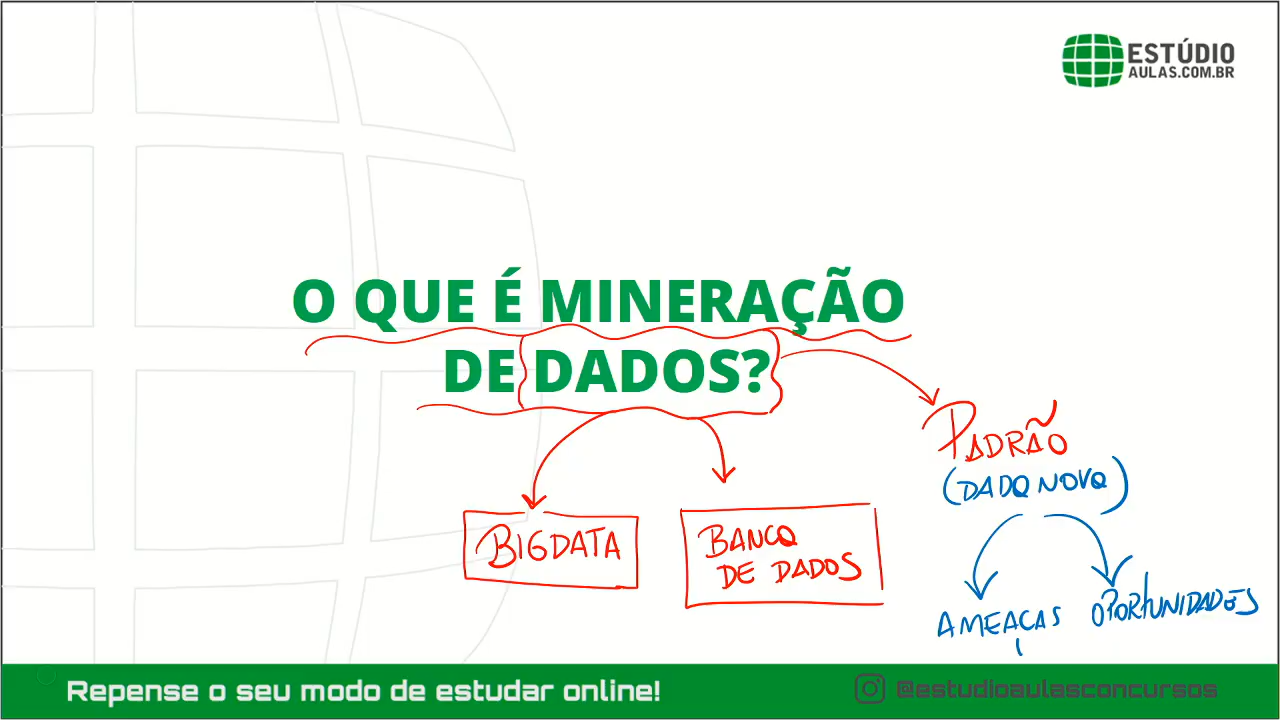 ESTÚDIO
AULAS.COM.BR
O QUE É MINERAÇÃO
DE DADOS?
PADRÃO
(DADO NOVO)
BIGDATA
BANCO
DE DADOS
AMEAÇAS
OPORTUNIDADES
Repense o seu modo de estudar online!
@estudioaulasconcursos